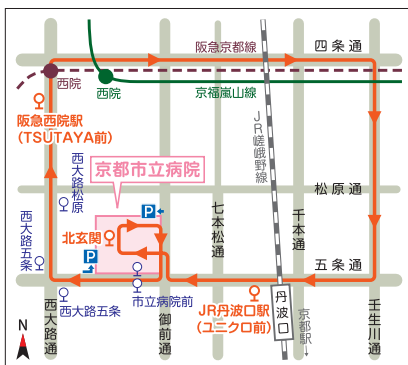 阪急京都線
四条通
西院
西院
京福嵐山線
阪急西院駅
(TSUTAYA前)
JR嵯峨野線
京都市立病院
西大路松原
松原通
P
七本松通
千本通
北玄関
西大路五条
P
五条通
市立病院前
西大路五条
JR丹波口駅
(ユニクロ前)
丹波口
京都駅
N
西大路通
御前通
壬生川通